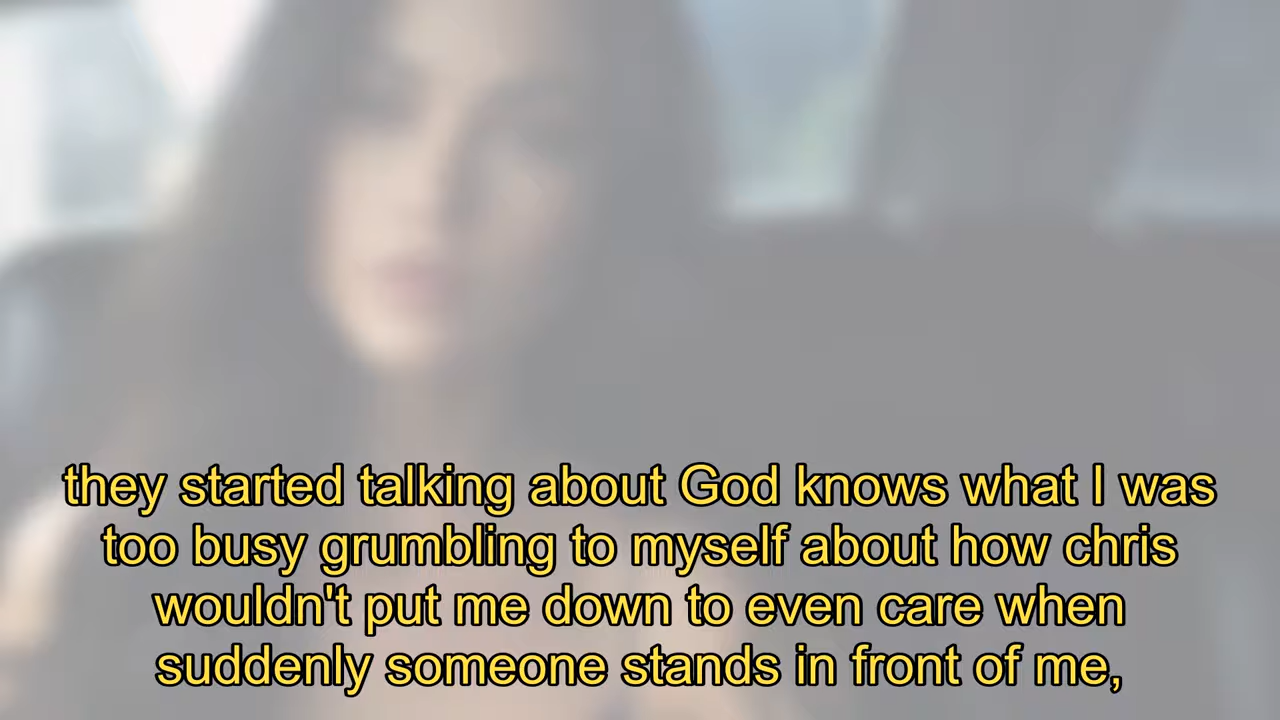 they started talking about God knows what I was
too busy grumbling to myself about how chris
wouldn't put me down to even care when
suddenly someone stands in front of me,